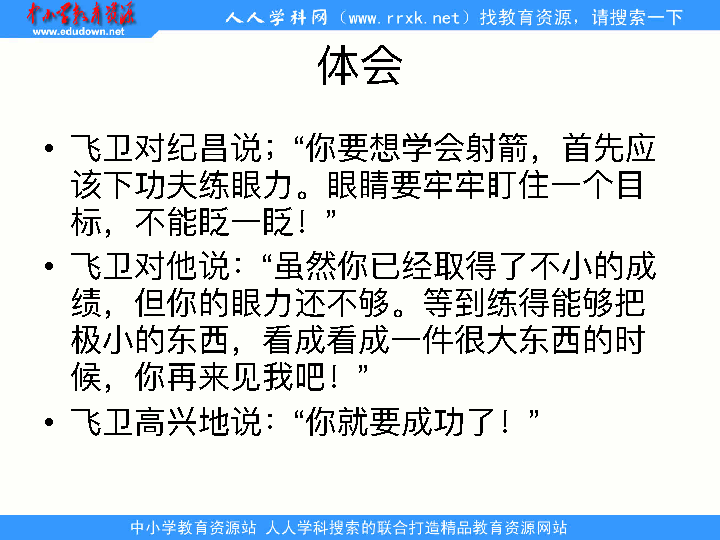 中小学教育资源
www.edudown.net
人人学科网（www.rrxk.net）找教育资源，请搜索一下
体会
• 飞卫对纪昌说；“你要想学会射箭，首先应
该下功夫练眼力。眼睛要牢牢盯住一个目
标，不能眨一眨！”
• 飞卫对他说：“虽然你已经取得了不小的成
绩，但你的眼力还不够。等到练得能够把
极小的东西，看成看成一件很大东西的时
候，你再来见我吧！”
• 飞卫高兴地说：“你就要成功了！”
中小学教育资源站 人人学科搜索的联合打造精品教育资源网站